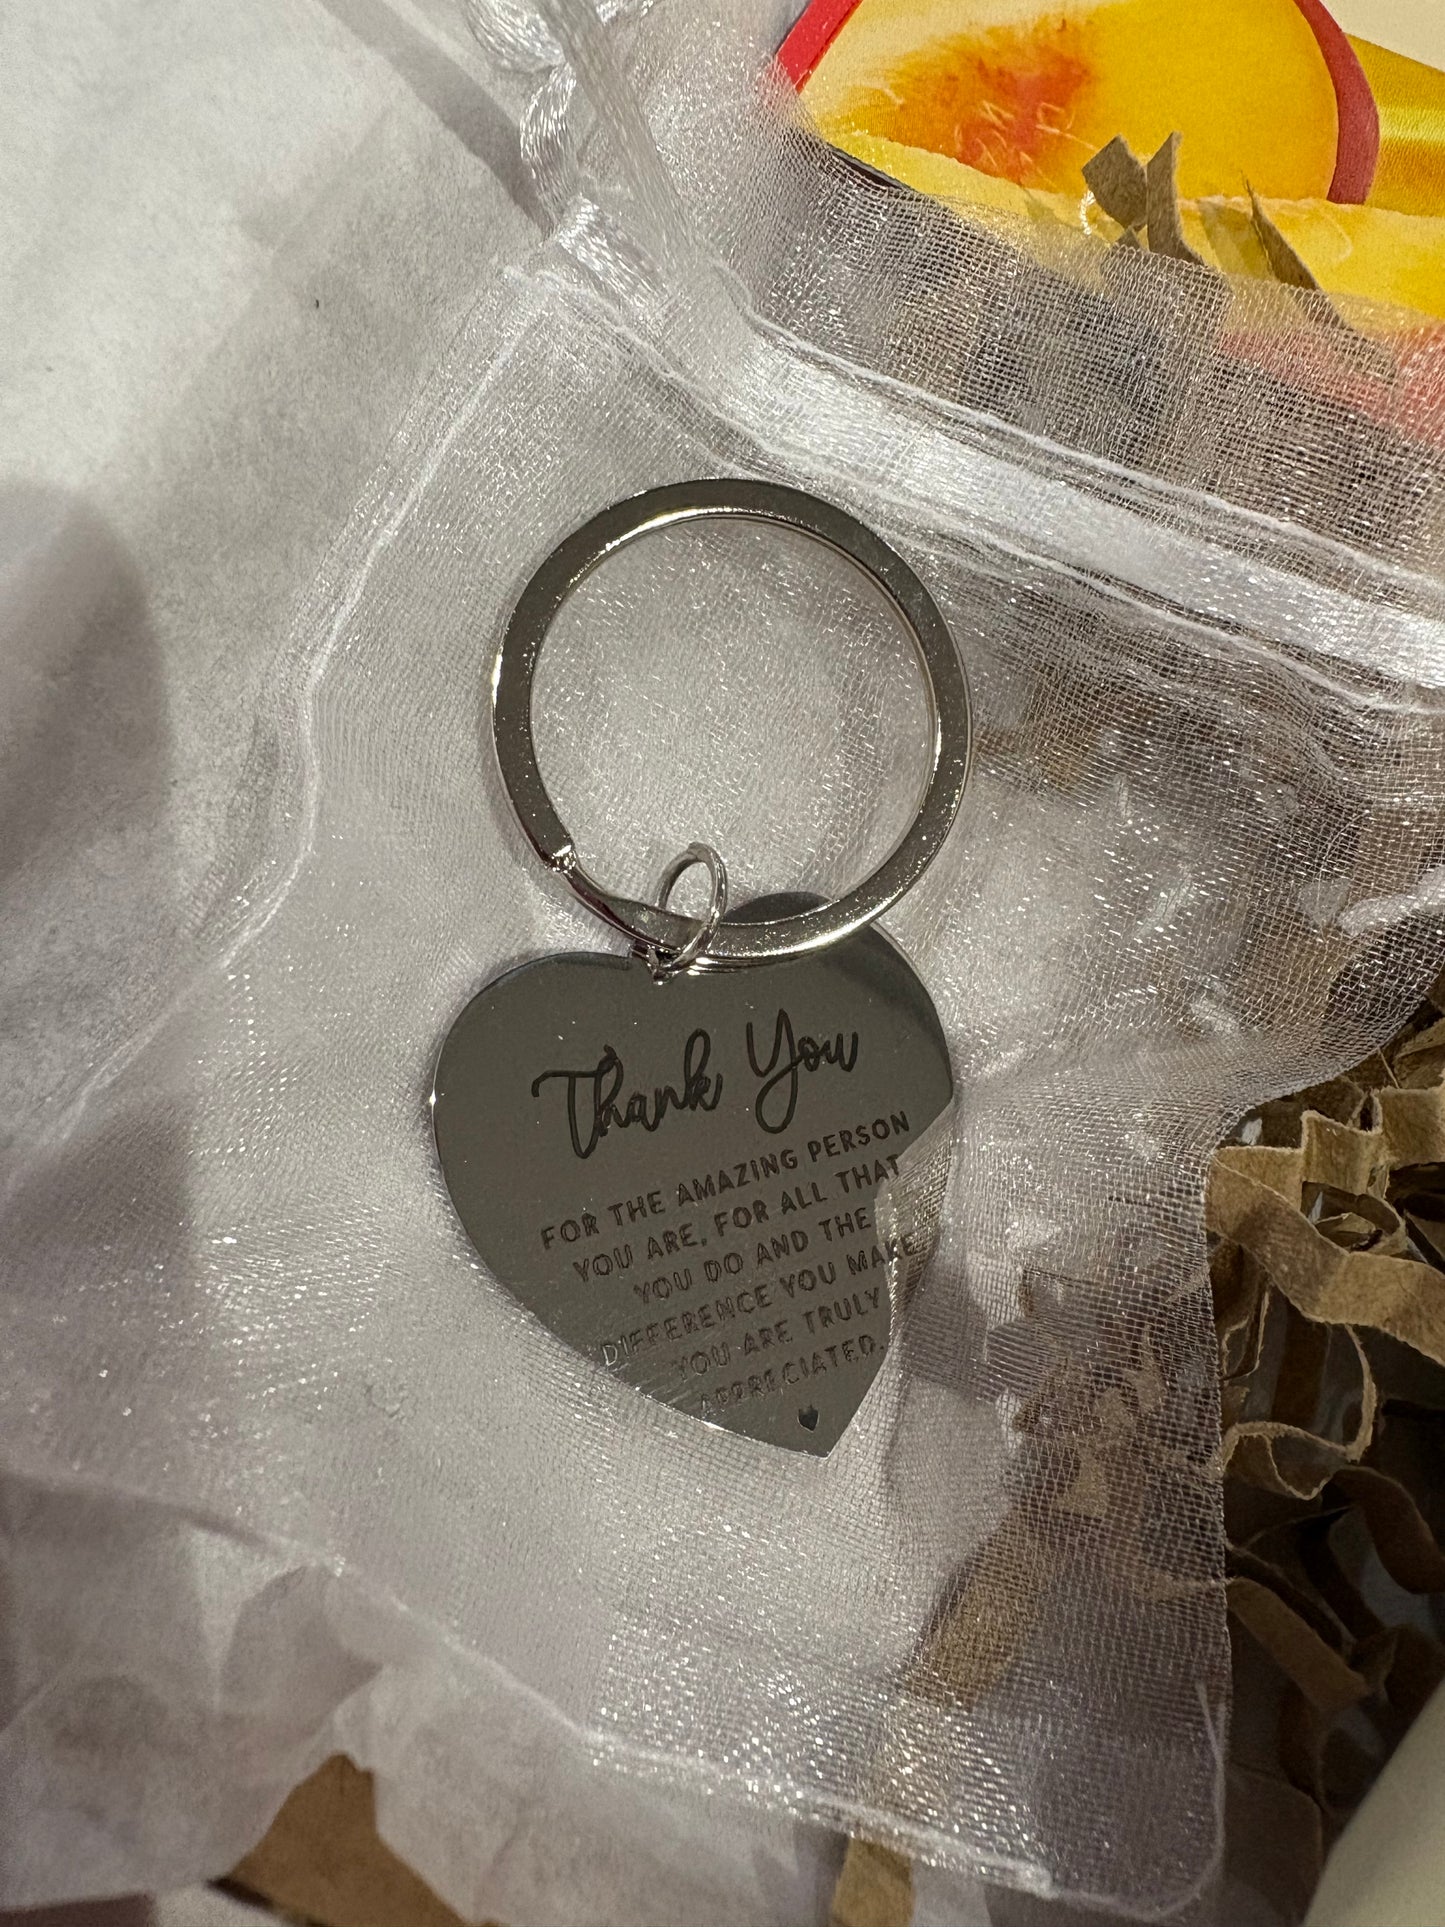 Thank You
FOR THE AMAZING PERSON
YOU ARE, FOR ALL THAT
YOU DO AND THE
DIFFERENCE YOU MAKE
YOU ARE TRULY
APPRECIATED.